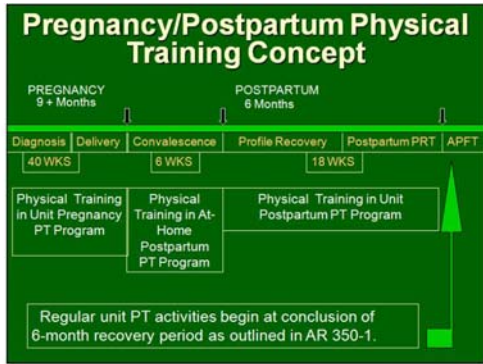 Pregnancy/Postpartum Physical
Training Concept
PREGNANCY
9 + Months
POSTPARTUM
6 Months
Diagnosis
Delivery
Convalescence
Profile Recovery
Postpartum PRT
APFT
40 WKS
6 WKS
18 WKS
Physical Training
in Unit Pregnancy
PT Program
Physical
Training in At-
Home
Postpartum
PT Program
Physical Training in Unit
Postpartum PT Program
Regular unit PT activities begin at conclusion of
6-month recovery period as outlined in AR 350-1.